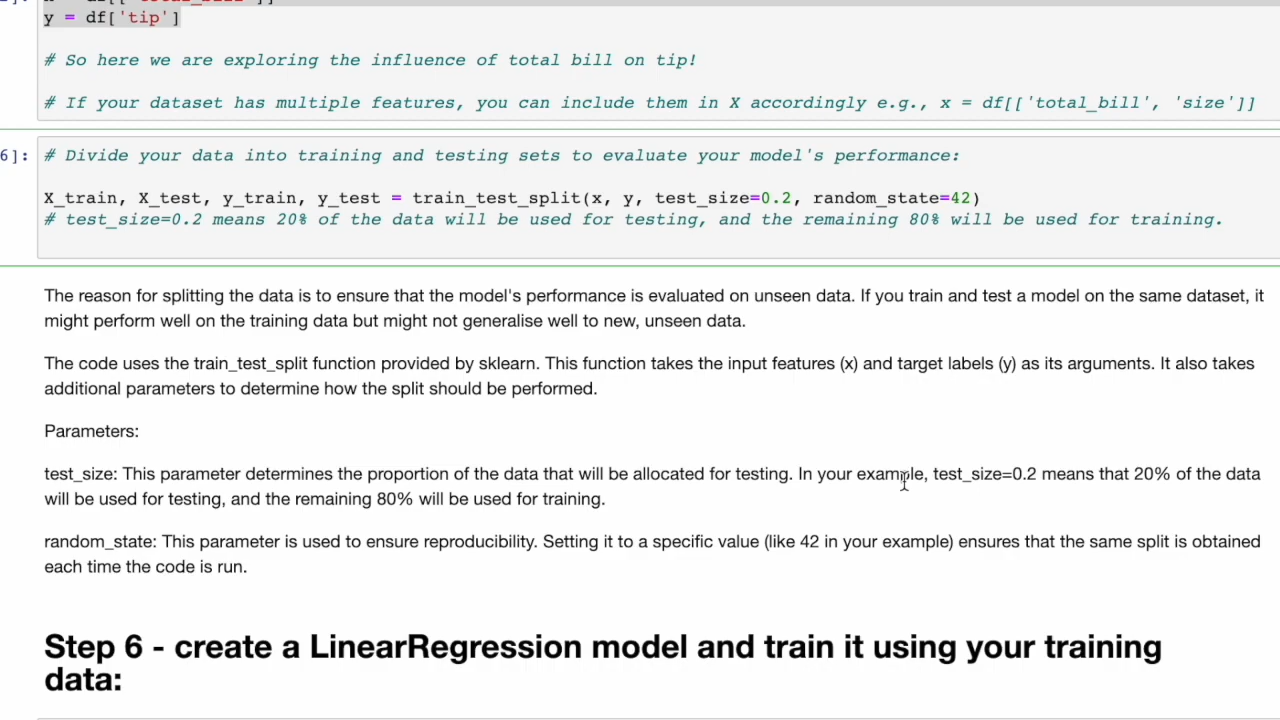 y = df['tip']
# So here we are exploring the influence of total bill on tip!
# If your dataset has multiple features, you can include them in X accordingly e.g., x = df[['total_bill', 'size']]
6]: # Divide your data into training and testing sets to evaluate your model's performance:
X_train, X_test, y_train, y_test = train_test_split(x, y, test_size=0.2, random_state=42)
# test_size=0.2 means 20% of the data will be used for testing, and the remaining 80% will be used for training.
The reason for splitting the data is to ensure that the model's performance is evaluated on unseen data. If you train and test a model on the same dataset, it
might perform well on the training data but might not generalise well to new, unseen data.
The code uses the train_test_split function provided by sklearn. This function takes the input features (x) and target labels (y) as its arguments. It also takes
additional parameters to determine how the split should be performed.
Parameters:
test_size: This parameter determines the proportion of the data that will be allocated for testing. In your example, test_size=0.2 means that 20% of the data
will be used for testing, and the remaining 80% will be used for training.
random_state: This parameter is used to ensure reproducibility. Setting it to a specific value (like 42 in your example) ensures that the same split is obtained
each time the code is run.
Step 6 - create a LinearRegression model and train it using your training
data: